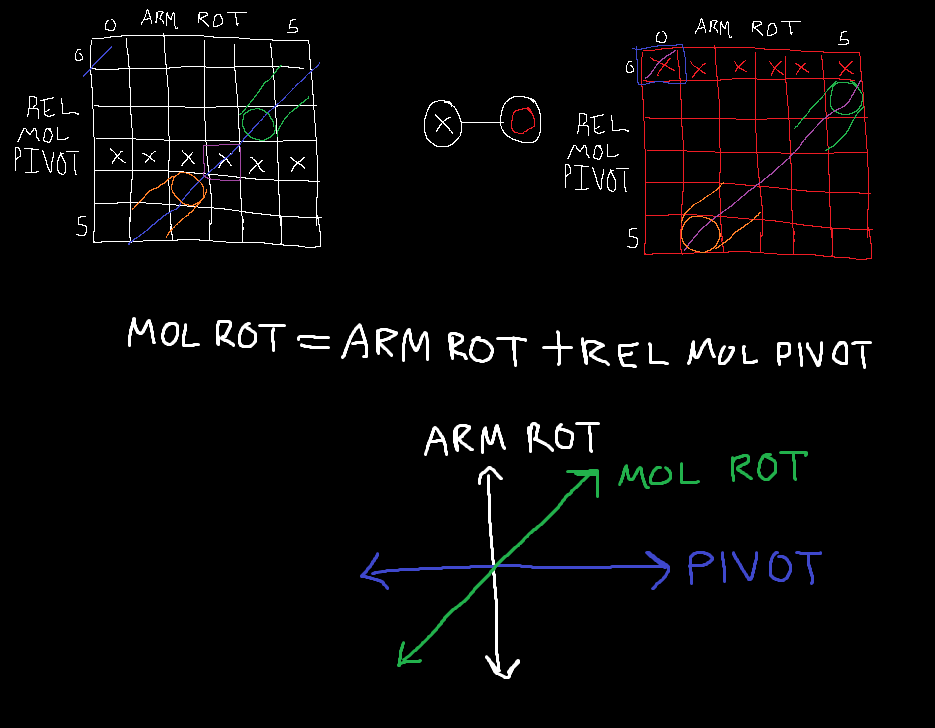 0 ARM ROT 5
0
REL
MOL
PIVOT X X X X X X
5
X
ARM ROT
0 5
0 X X X X X X
REL
MOL
PIVOT
5
MOL ROT = ARM ROT + REL MOL PIVOT
ARM ROT
MOL ROT
PIVOT